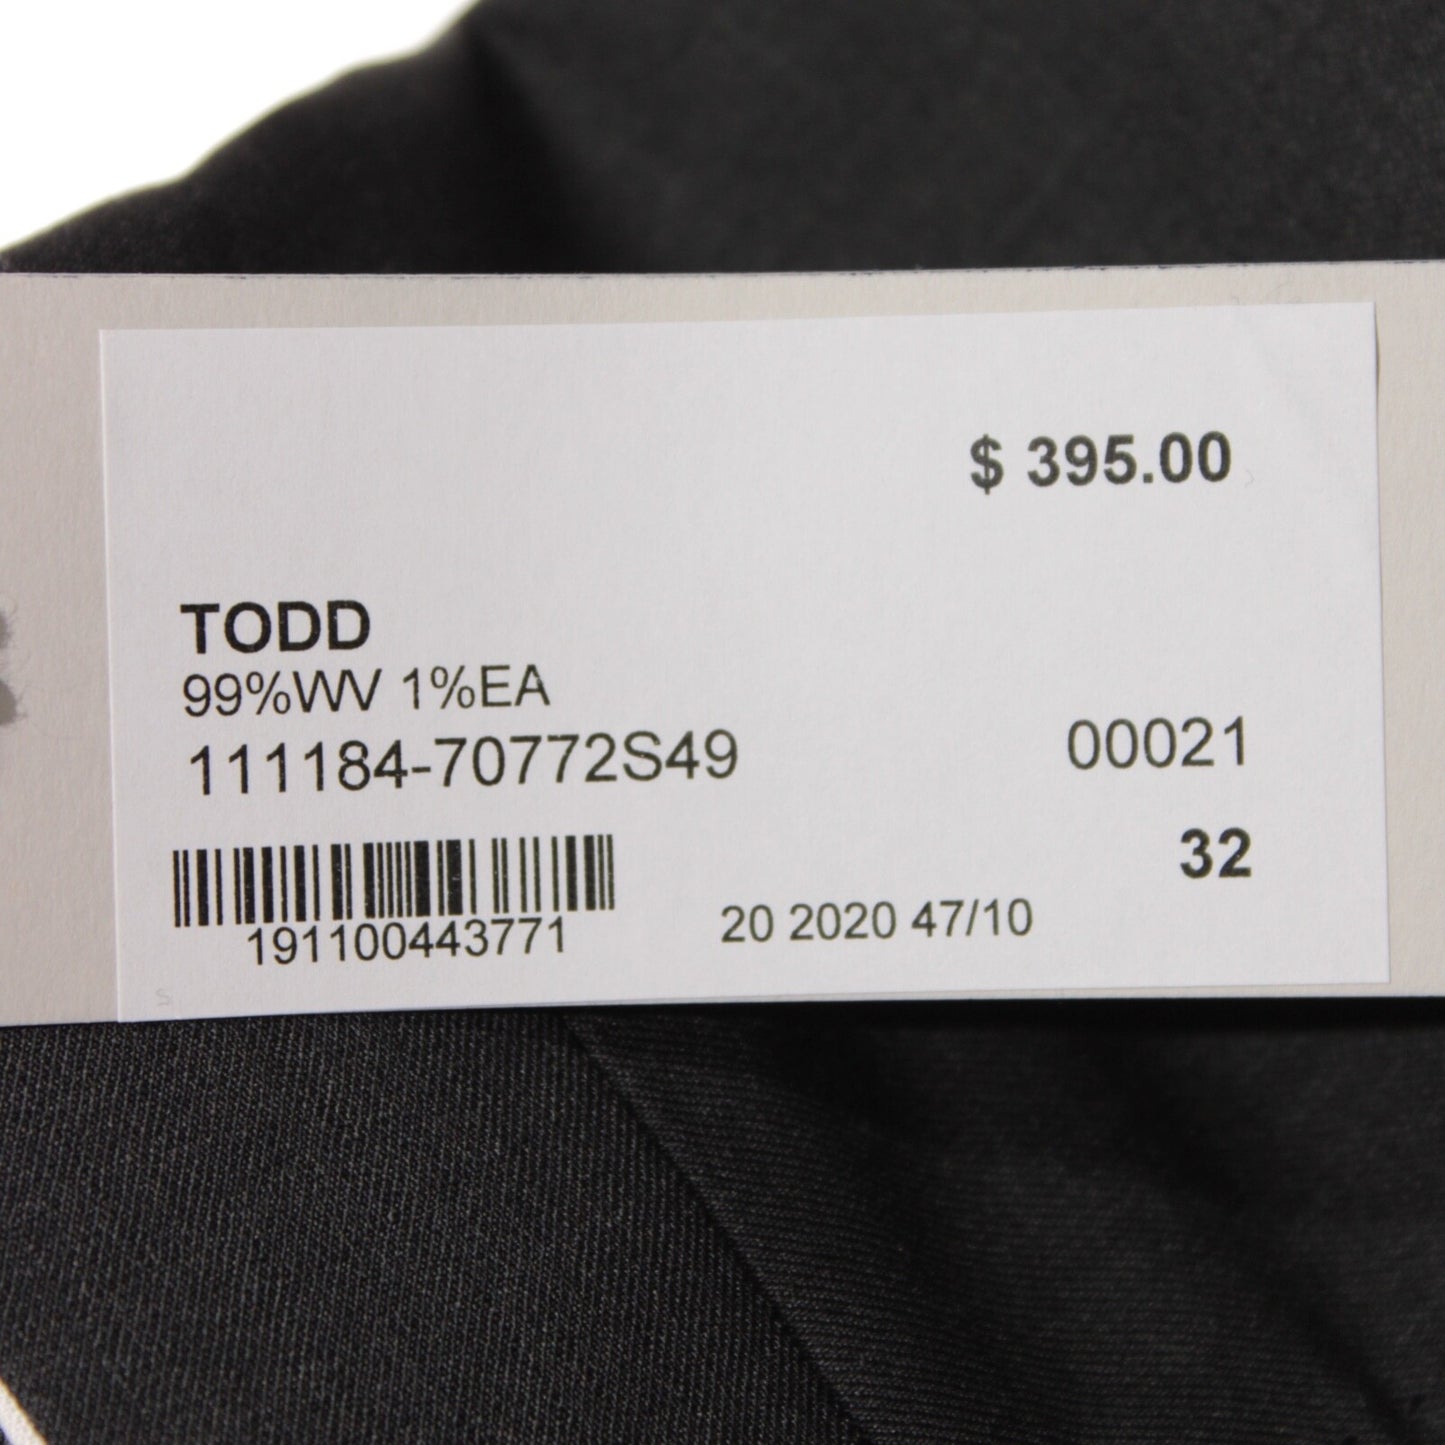 $ 395.00
TODD
99%WV 1%EA
111184-70772S49 00021
32
191100443771 20 2020 47/10